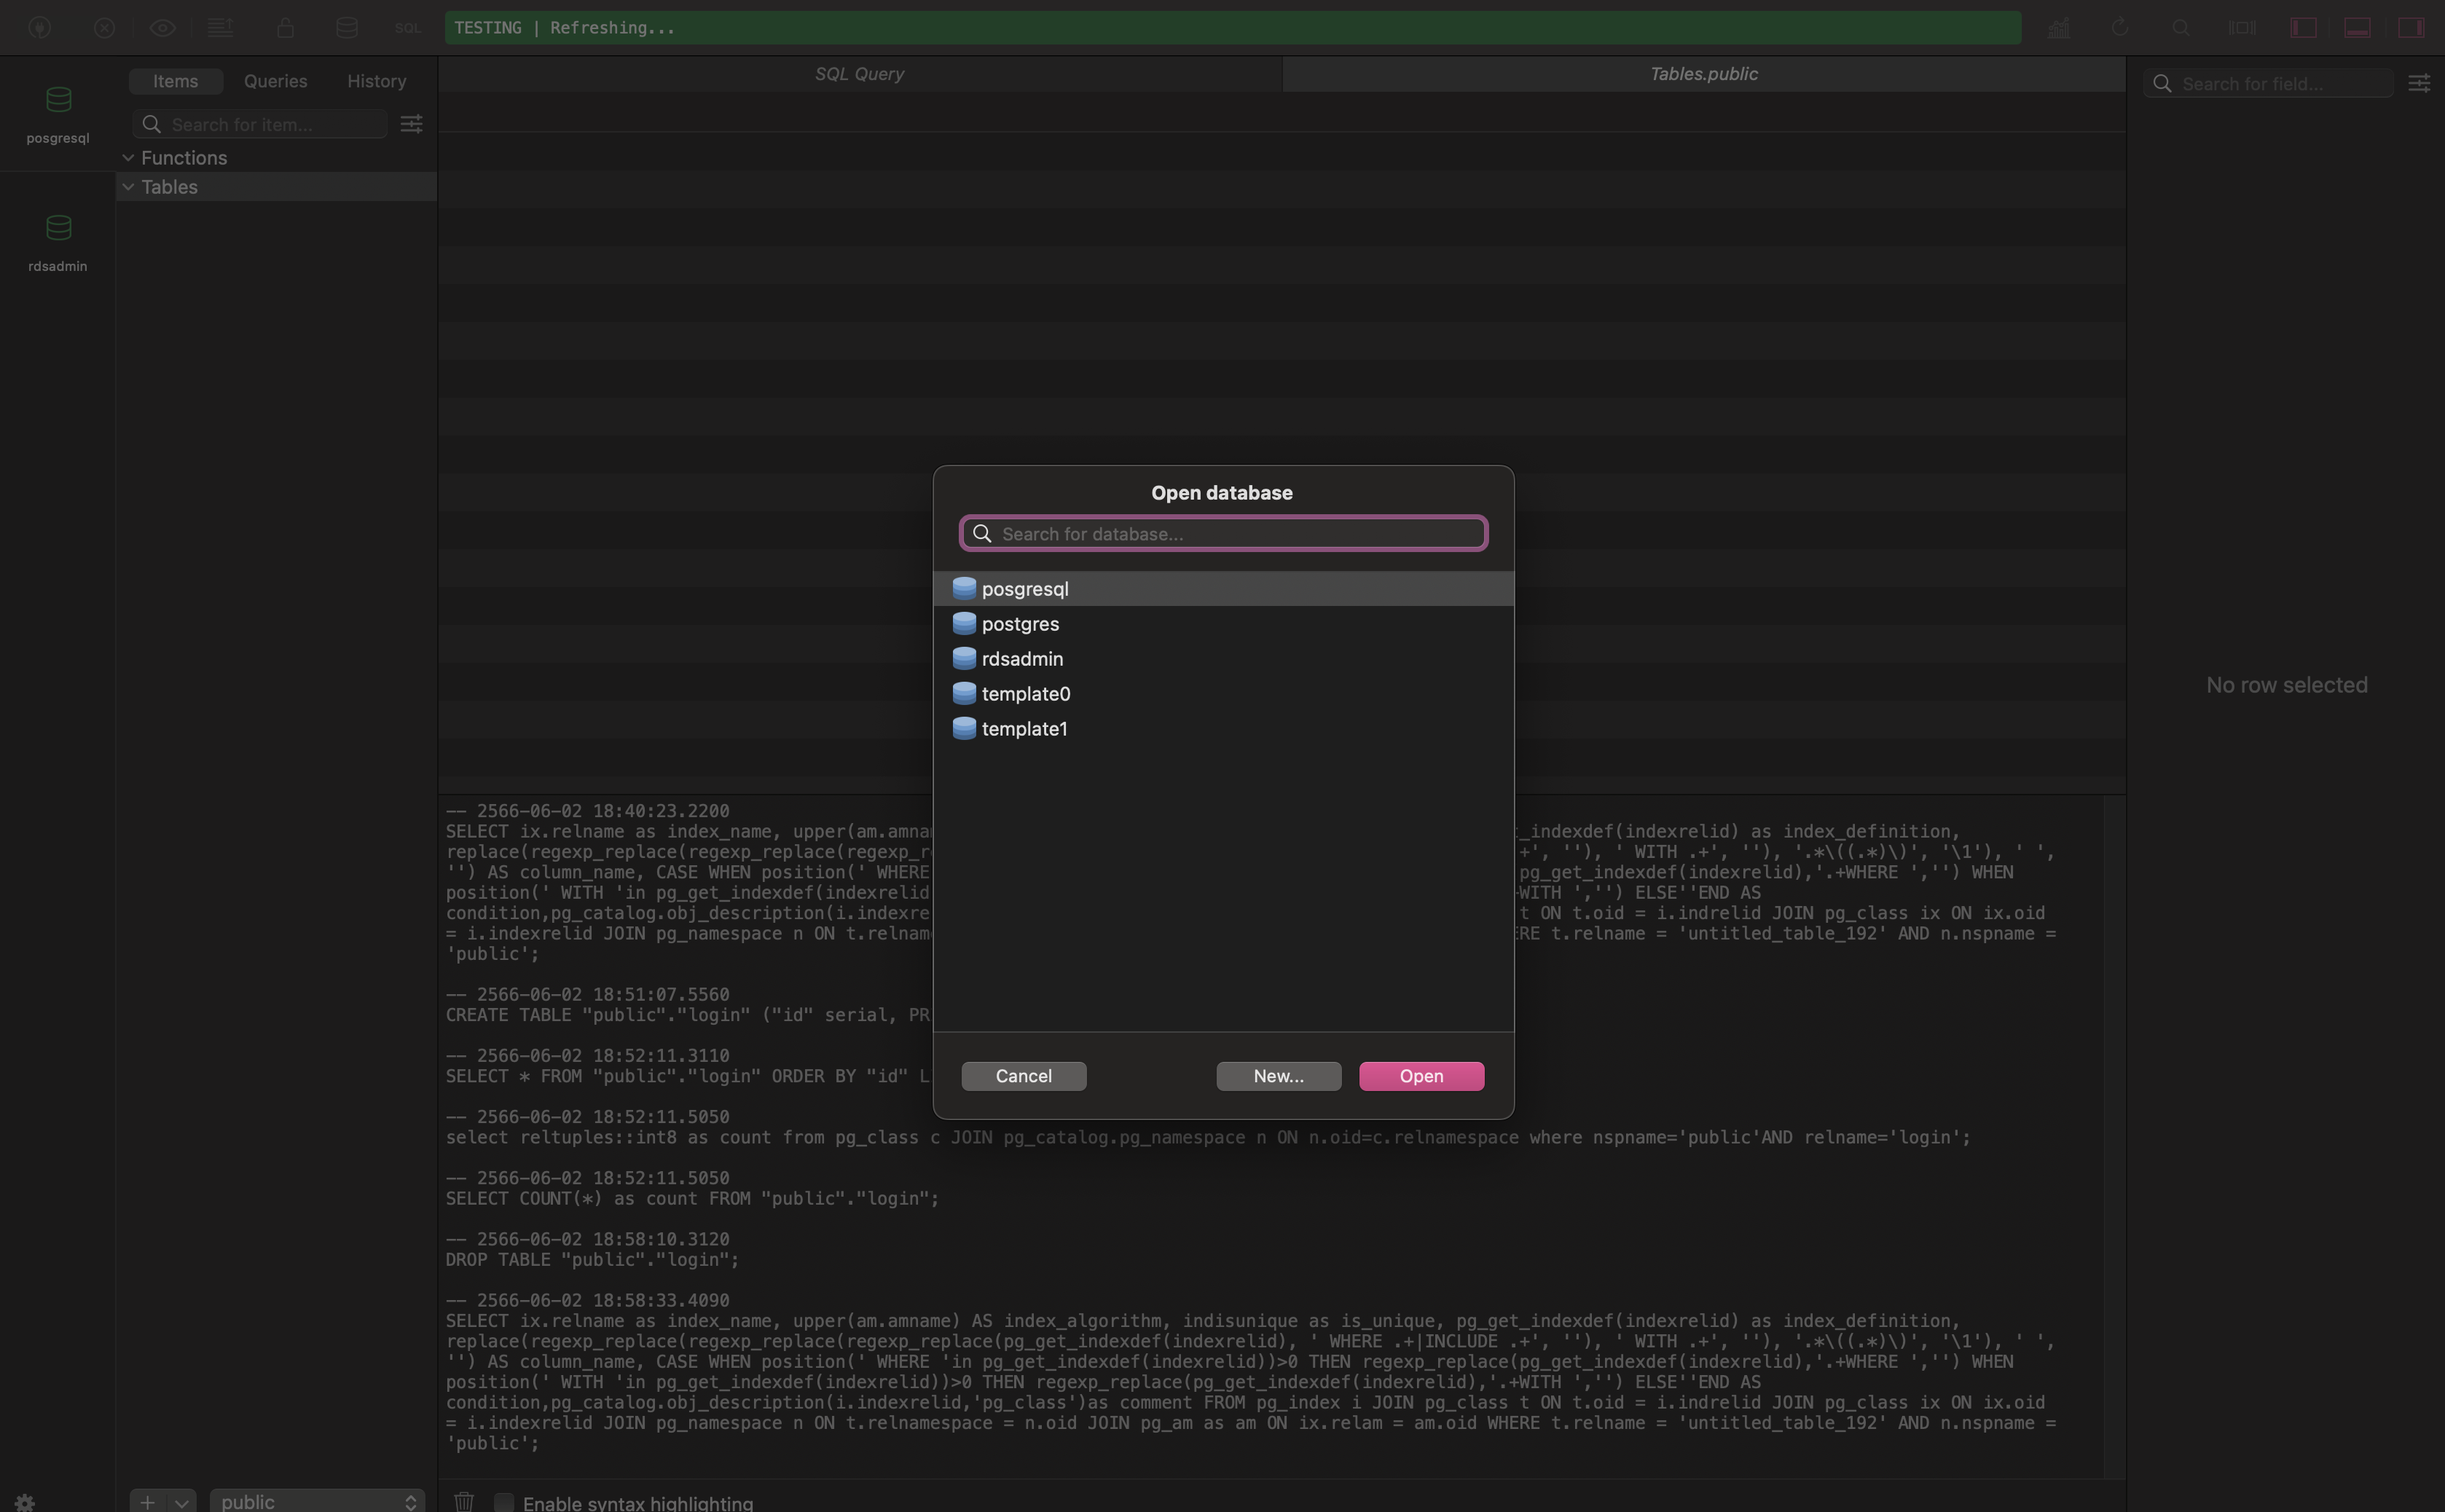 SQL
TESTING | Refreshing...
posgresql
rdsadmin
Items Queries History
Search for item...
Functions
Tables
SQL Query
Tables.public
Search for field...
No row selected
Open database
Search for database...
posgresql
postgres
rdsadmin
template0
template1
Cancel
New...
Open
-- 2566-06-02 18:40:23.2200
SELECT ix.relname as index_name, upper(am.amnam _indexdef(indexrelid) as index_definition,
replace(regexp_replace(regexp_replace(regexp_r +', ''), ' WITH .+', ''), '.*\((.*)\)', '\1'), ' ',
'') AS column_name, CASE WHEN position(' WHERE pg_get_indexdef(indexrelid),'.+WHERE ','') WHEN
position(' WITH 'in pg_get_indexdef(indexrelid WITH ','') ELSE''END AS
condition,pg_catalog.obj_description(i.indexre t ON t.oid = i.indrelid JOIN pg_class ix ON ix.oid
= i.indexrelid JOIN pg_namespace n ON t.relnam RE t.relname = 'untitled_table_192' AND n.nspname =
'public';
-- 2566-06-02 18:51:07.5560
CREATE TABLE "public"."login" ("id" serial, PR
-- 2566-06-02 18:52:11.3110
SELECT * FROM "public"."login" ORDER BY "id" L
-- 2566-06-02 18:52:11.5050
select reltuples::int8 as count from pg_class c JOIN pg_catalog.pg_namespace n ON n.oid=c.relnamespace where nspname='public'AND relname='login';
-- 2566-06-02 18:52:11.5050
SELECT COUNT(*) as count FROM "public"."login";
-- 2566-06-02 18:58:10.3120
DROP TABLE "public"."login";
-- 2566-06-02 18:58:33.4090
SELECT ix.relname as index_name, upper(am.amname) AS index_algorithm, indisunique as is_unique, pg_get_indexdef(indexrelid) as index_definition,
replace(regexp_replace(regexp_replace(regexp_replace(pg_get_indexdef(indexrelid), ' WHERE .+|INCLUDE .+', ''), ' WITH .+', ''), '.*\((.*)\)', '\1'), ' ',
'') AS column_name, CASE WHEN position(' WHERE 'in pg_get_indexdef(indexrelid))>0 THEN regexp_replace(pg_get_indexdef(indexrelid),'.+WHERE ','') WHEN
position(' WITH 'in pg_get_indexdef(indexrelid))>0 THEN regexp_replace(pg_get_indexdef(indexrelid),'.+WITH ','') ELSE''END AS
condition,pg_catalog.obj_description(i.indexrelid,'pg_class')as comment FROM pg_index i JOIN pg_class t ON t.oid = i.indrelid JOIN pg_class ix ON ix.oid
= i.indexrelid JOIN pg_namespace n ON t.relnamespace = n.oid JOIN pg_am as am ON ix.relam = am.oid WHERE t.relname = 'untitled_table_192' AND n.nspname =
'public';
public
Enable syntax highlighting